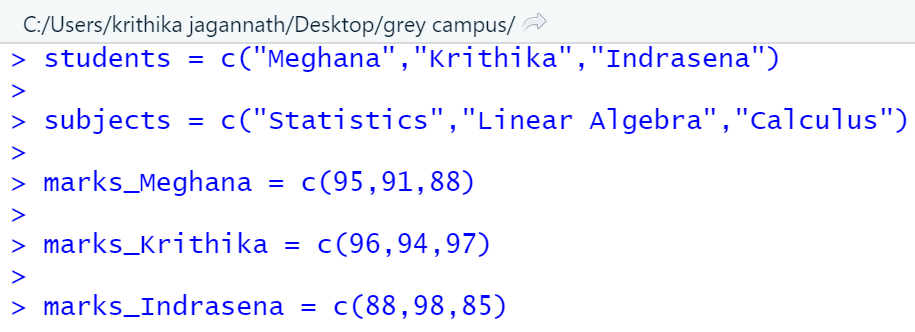 C:/Users/krithika jagannath/Desktop/grey campus/
> students = c("Meghana","Krithika","Indrasena")
>
> subjects = c("Statistics","Linear Algebra","Calculus")
>
> marks_Meghana = c(95,91,88)
>
> marks_Krithika = c(96,94,97)
>
> marks_Indrasena = c(88,98,85)